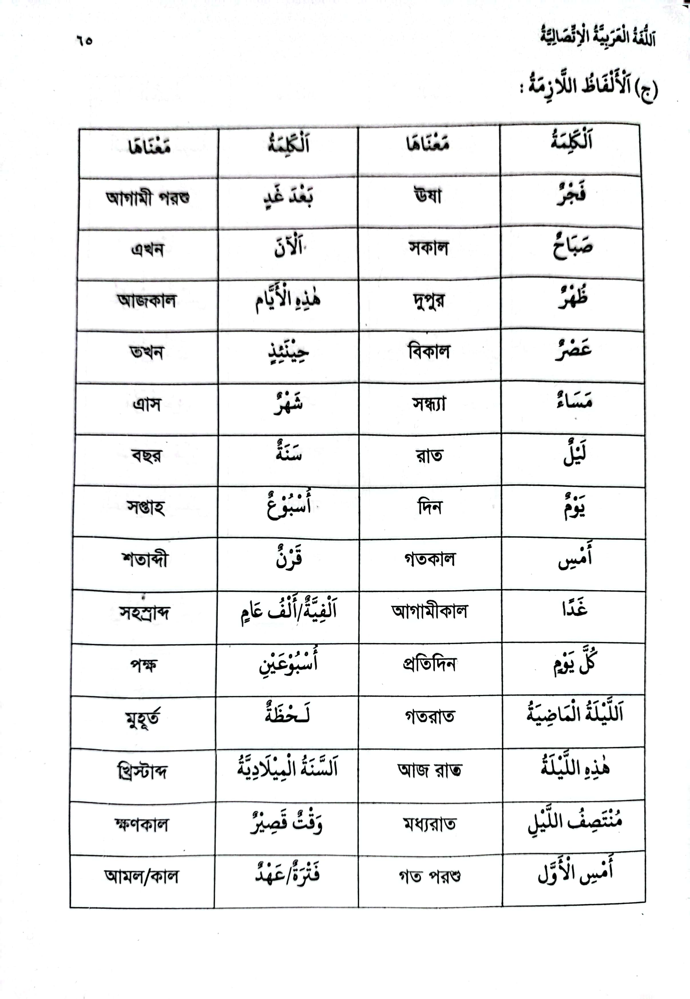 اَللُّغَةُ الْعَرَبِيَّةُ الْاِتِّصَالِيَّةُ ٦٥
(ج) اَلْأَلْفَاظُ اللَّازِمَةُ :
اَلْكَلِمَةُ مَعْنَاهَا اَلْكَلِمَةُ مَعْنَاهَا
فَجْرٌ ঊষা بَعْدَ غَدٍ আগামী পরশু
صَبَاحٌ সকাল اَلْآنَ এখন
ظُهْرٌ দুপুর هٰذِهِ الْأَيَّام আজকাল
عَصْرٌ বিকাল حِيْنَئِذٍ তখন
مَسَاءٌ সন্ধ্যা شَهْرٌ এাস
لَيْلٌ রাত سَنَةٌ বছর
يَوْمٌ দিন أُسْبُوْعٌ সপ্তাহ
أَمْسِ গতকাল قَرْنٌ শতাব্দী
غَدًا আগামীকাল اَلْفِيَّةٌ/أَلْفُ عَامٍ সহস্রাব্দ
كُلَّ يَوْمٍ প্রতিদিন أُسْبُوْعَيْنِ পক্ষ
اَللَّيْلَةُ الْمَاضِيَةُ গতরাত لَـحْظَةٌ মুহূর্ত
هٰذِهِ اللَّيْلَةُ আজ রাত اَلسَّنَةُ الْمِيْلَادِيَّةُ খ্রিস্টাব্দ
مُنْتَصِفُ اللَّيْلِ মধ্যরাত وَقْتٌ قَصِيْرٌ ক্ষণকাল
أَمْسِ الْأَوَّل গত পরশু فَتْرَةٌ/عَهْدٌ আমল/কাল